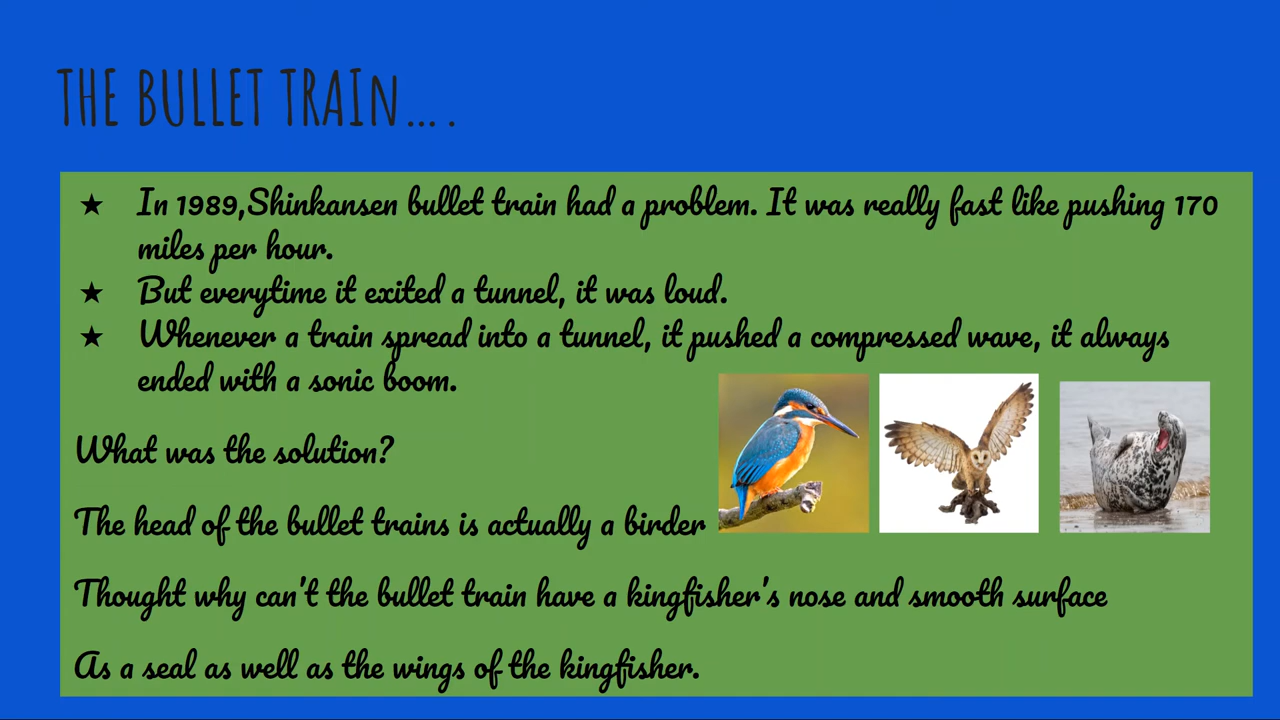 THE BULLET TRAIn….
★ In 1989,Shinkansen bullet train had a problem. It was really fast like pushing 170
miles per hour.
★ But everytime it exited a tunnel, it was loud.
★ Whenever a train spread into a tunnel, it pushed a compressed wave, it always
ended with a sonic boom.
What was the solution?
The head of the bullet trains is actually a birder
Thought why can't the bullet train have a kingfisher's nose and smooth surface
As a seal as well as the wings of the kingfisher.